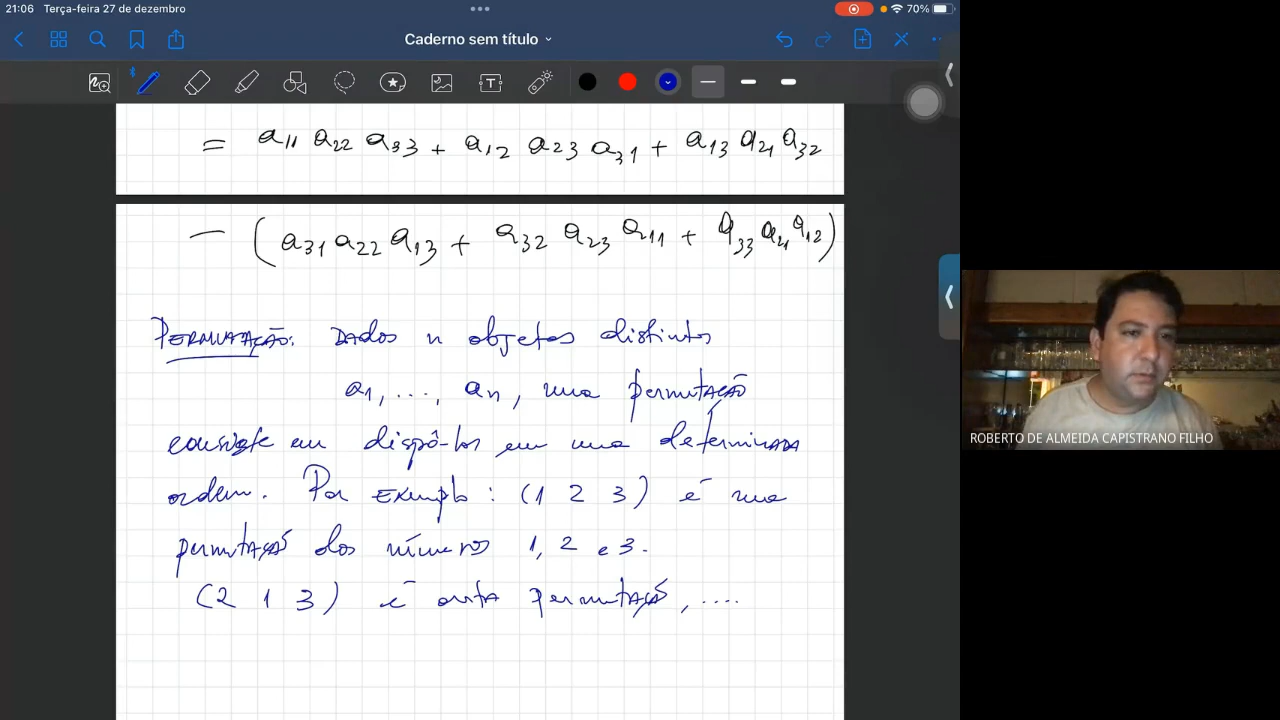 21:06 Terça-feira 27 de dezembro
70%
Caderno sem título
= a11 a22 a33 + a12 a23 a31 + a13 a21 a32
— (a31 a22 a13 + a32 a23 a11 + a33 a21 a12)
PERMUTAÇÃO: DADOS n objetos distintos
a1, ..., an, uma permutação
consiste em dispô-los em uma determinada
ordem. Por exemplo: (1 2 3) é uma
permutação dos números 1, 2 e 3.
(2 1 3) é outra permutação, ....
ROBERTO DE ALMEIDA CAPISTRANO FILHO